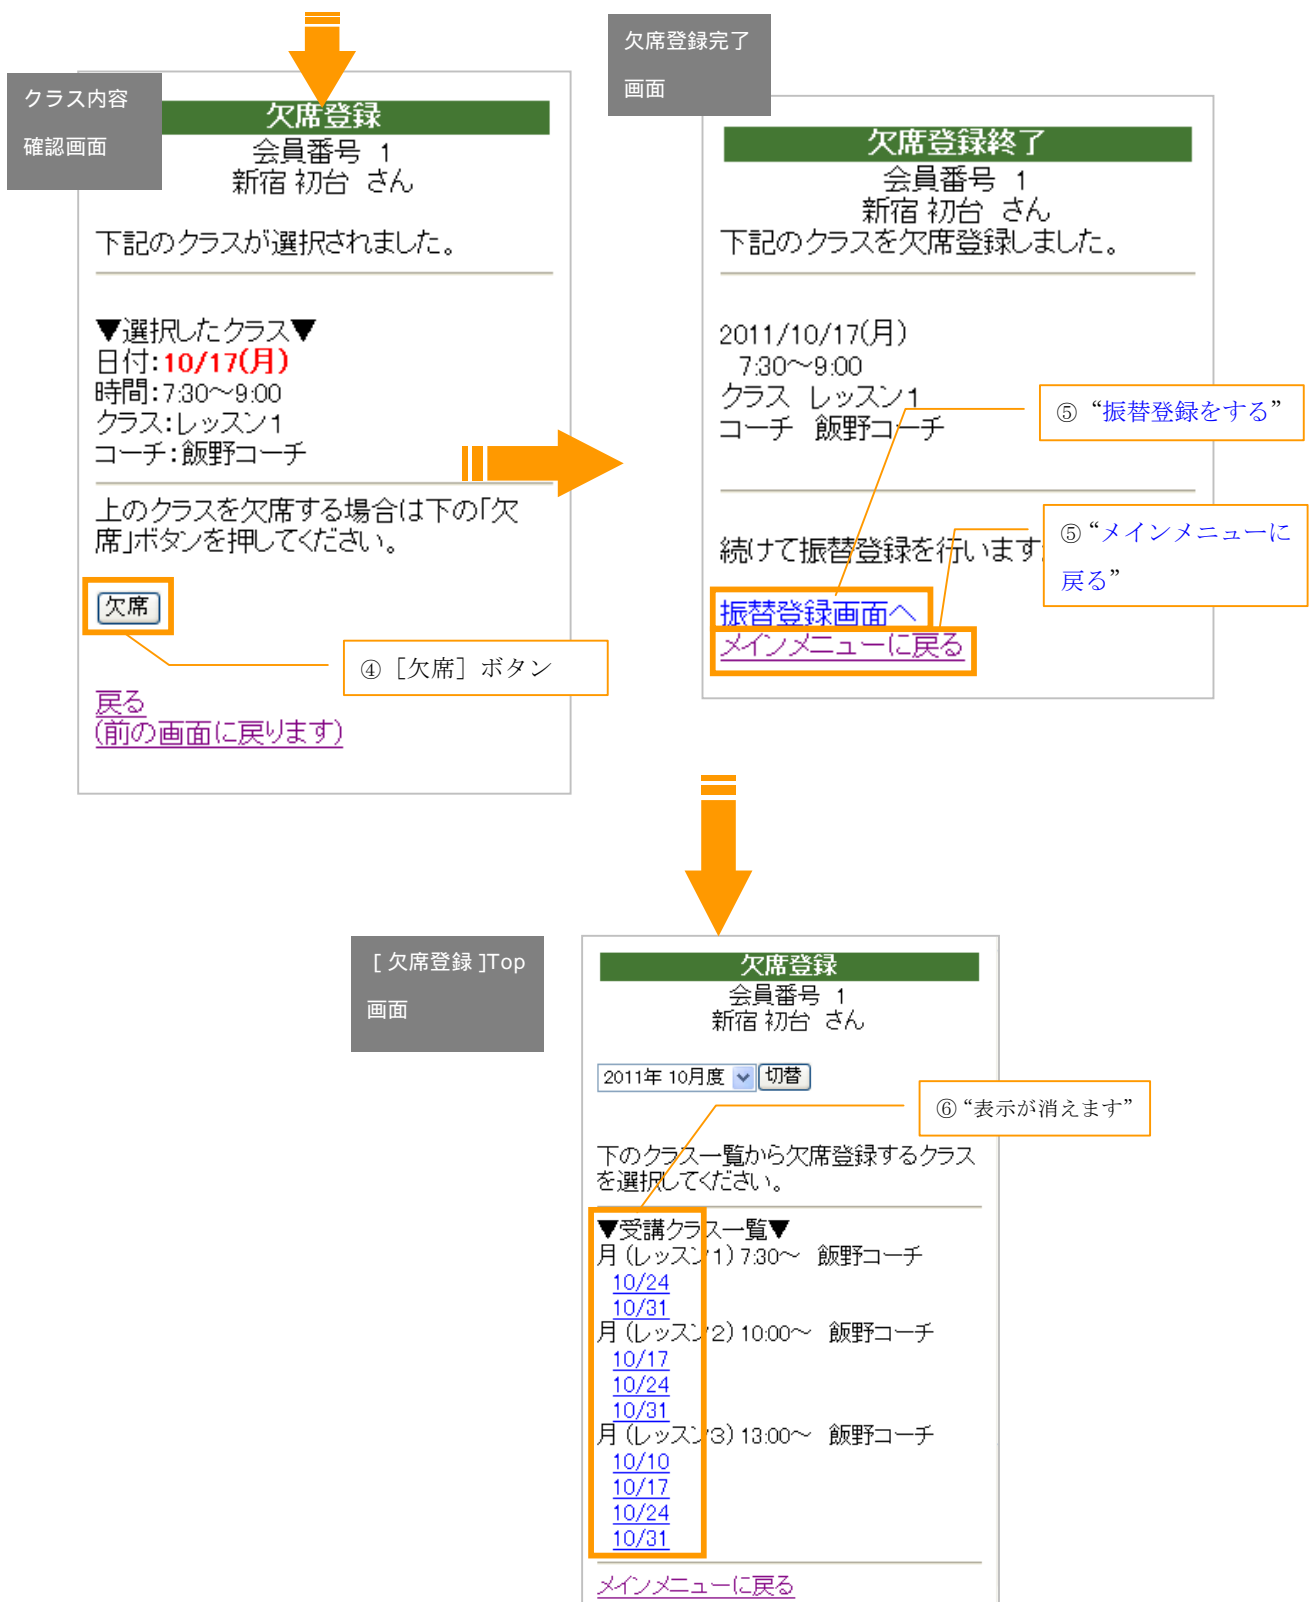 クラス内容
確認画面
欠席登録
会員番号 1
新宿 初台 さん
下記のクラスが選択されました。
▼選択したクラス▼
日付:10/17(月)
時間:7:30～9:00
クラス:レッスン1
コーチ:飯野コーチ
上のクラスを欠席する場合は下の「欠
席」ボタンを押してください。
欠席
④［欠席］ボタン
戻る
(前の画面に戻ります)
欠席登録完了
画面
欠席登録終了
会員番号 1
新宿 初台 さん
下記のクラスを欠席登録しました。
2011/10/17(月)
7:30～9:00
クラス レッスン1
コーチ 飯野コーチ
⑤“振替登録をする”
続けて振替登録を行います
⑤“メインメニューに
戻る”
振替登録画面へ
メインメニューに戻る
[ 欠席登録 ]Top
画面
欠席登録
会員番号 1
新宿 初台 さん
2011年 10月度 切替
⑥“表示が消えます”
下のクラス一覧から欠席登録するクラス
を選択してください。
▼受講クラス一覧▼
月 (レッスン1) 7:30～ 飯野コーチ
10/24
10/31
月 (レッスン2) 10:00～ 飯野コーチ
10/17
10/24
10/31
月 (レッスン3) 13:00～ 飯野コーチ
10/10
10/17
10/24
10/31
メインメニューに戻る